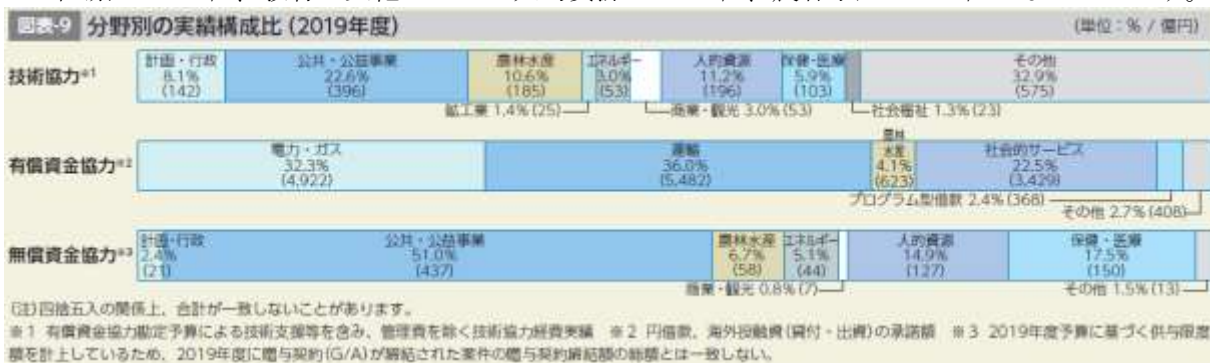 図表-9 分野別の実績構成比(2019年度) (単位:% / 億円)
技術協力※1
計画・行政 8.1% (142)
公共・公益事業 22.6% (396)
農林水産 10.6% (185)
エネルギー 3.0% (53)
人的資源 11.2% (196)
保健・医療 5.9% (103)
その他 32.9% (575)
鉱工業 1.4%(25)
商業・観光 3.0%(53)
社会福祉 1.3%(23)
有償資金協力※2
電力・ガス 32.3% (4,922)
運輸 36.0% (5,482)
農林水産 4.1% (623)
社会的サービス 22.5% (3,429)
プログラム型借款 2.4%(368)
その他 2.7%(408)
無償資金協力※3
計画・行政 2.4% (21)
公共・公益事業 51.0% (437)
農林水産 6.7% (58)
エネルギー 5.1% (44)
人的資源 14.9% (127)
保健・医療 17.5% (150)
商業・観光 0.8%(7)
その他 1.5%(13)
(注)四捨五入の関係上、合計が一致しないことがあります。
※1 有償資金協力勘定予算による技術支援等を含み、管理費を除く技術協力経費実績 ※2 円借款、海外投融資(貸付・出資)の承諾額 ※3 2019年度予算に基づく供与限度
額を計上しているため、2019年度に贈与契約(G/A)が締結された案件の贈与契約締結額の総額とは一致しない。